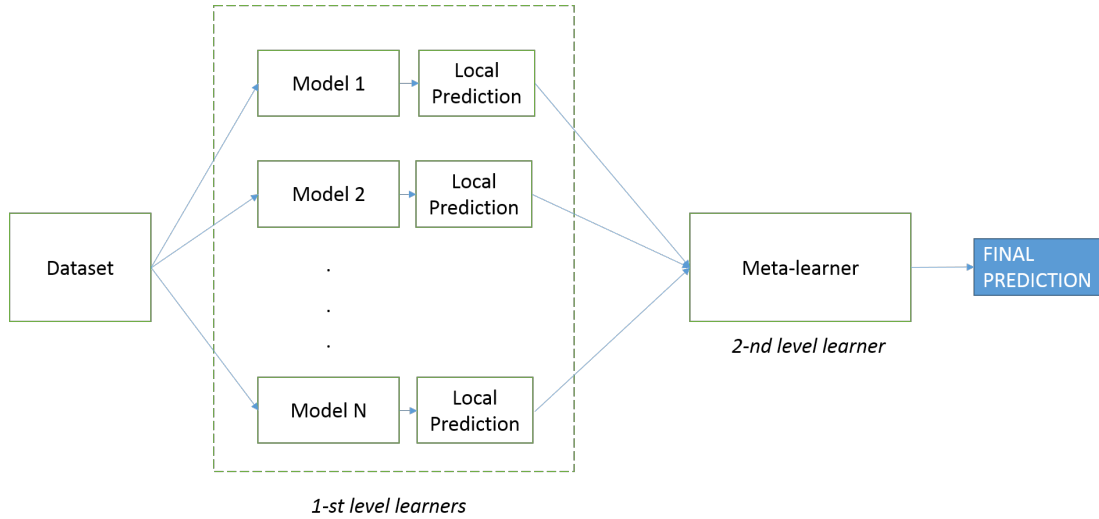 Dataset
Model 1
Local
Prediction
Model 2
Local
Prediction
.
.
.
Model N
Local
Prediction
1-st level learners
Meta-learner
2-nd level learner
FINAL
PREDICTION